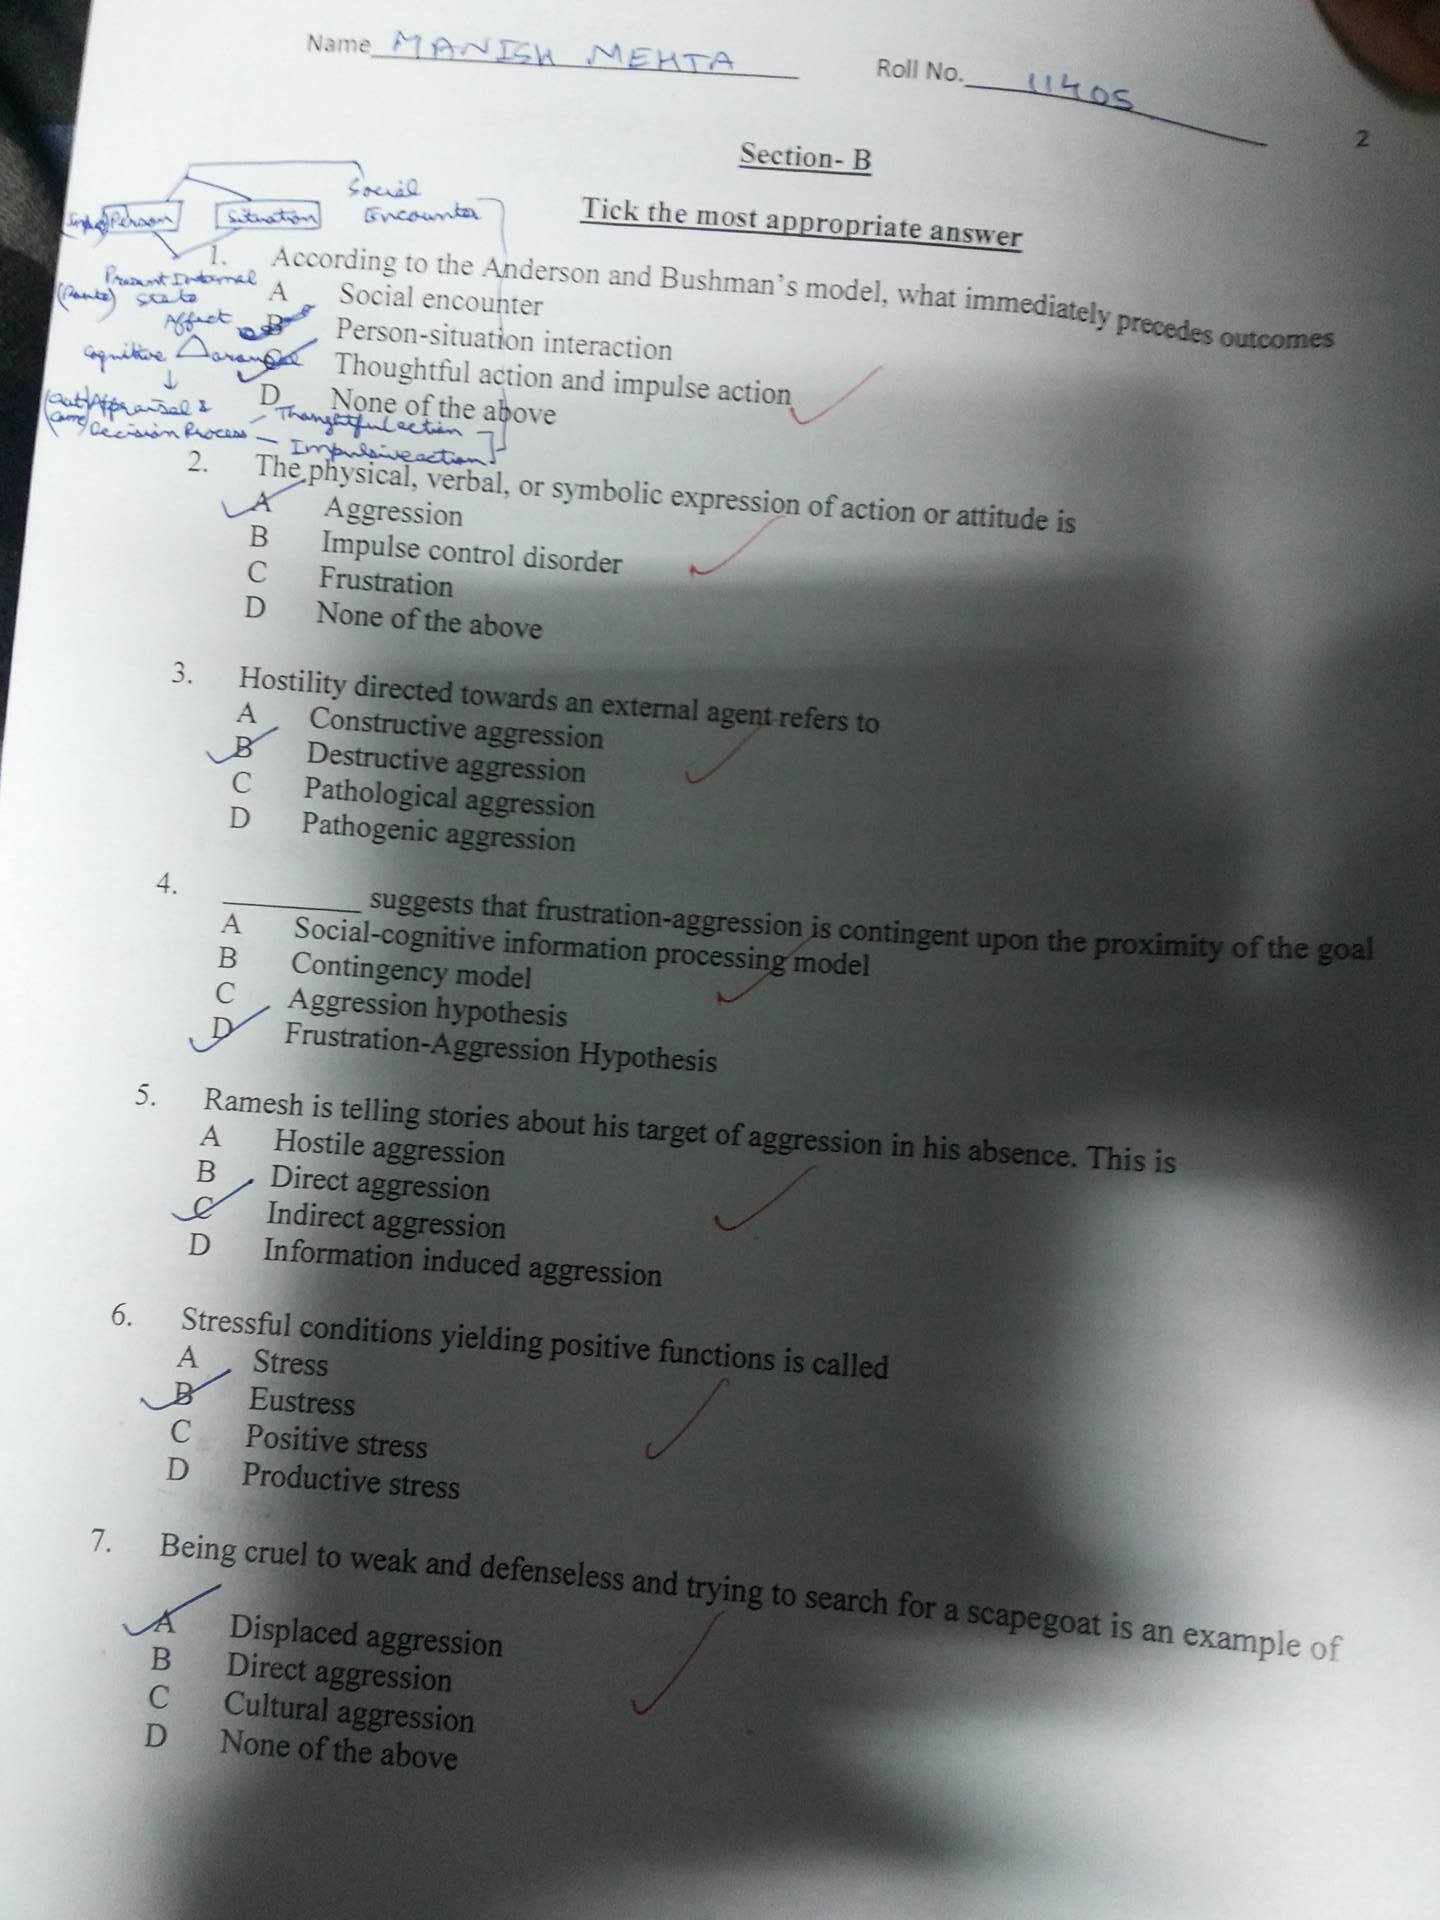 Name MANISH MEHTA Roll No. 11405
2
Section- B
Social
Encounter
Person Situation
Tick the most appropriate answer
1. According to the Anderson and Bushman's model, what immediately precedes outcomes
Present Internal
(Route) State
A Social encounter
Affect
B Person-situation interaction
Cognitive Arousal
C Thoughtful action and impulse action
D None of the above
Appraisal &
Decision Process
- Thoughtful action
- Impulsive action
2. The physical, verbal, or symbolic expression of action or attitude is
A Aggression
B Impulse control disorder
C Frustration
D None of the above
3. Hostility directed towards an external agent refers to
A Constructive aggression
B Destructive aggression
C Pathological aggression
D Pathogenic aggression
4. __________ suggests that frustration-aggression is contingent upon the proximity of the goal
A Social-cognitive information processing model
B Contingency model
C Aggression hypothesis
D Frustration-Aggression Hypothesis
5. Ramesh is telling stories about his target of aggression in his absence. This is
A Hostile aggression
B Direct aggression
C Indirect aggression
D Information induced aggression
6. Stressful conditions yielding positive functions is called
A Stress
B Eustress
C Positive stress
D Productive stress
7. Being cruel to weak and defenseless and trying to search for a scapegoat is an example of
A Displaced aggression
B Direct aggression
C Cultural aggression
D None of the above